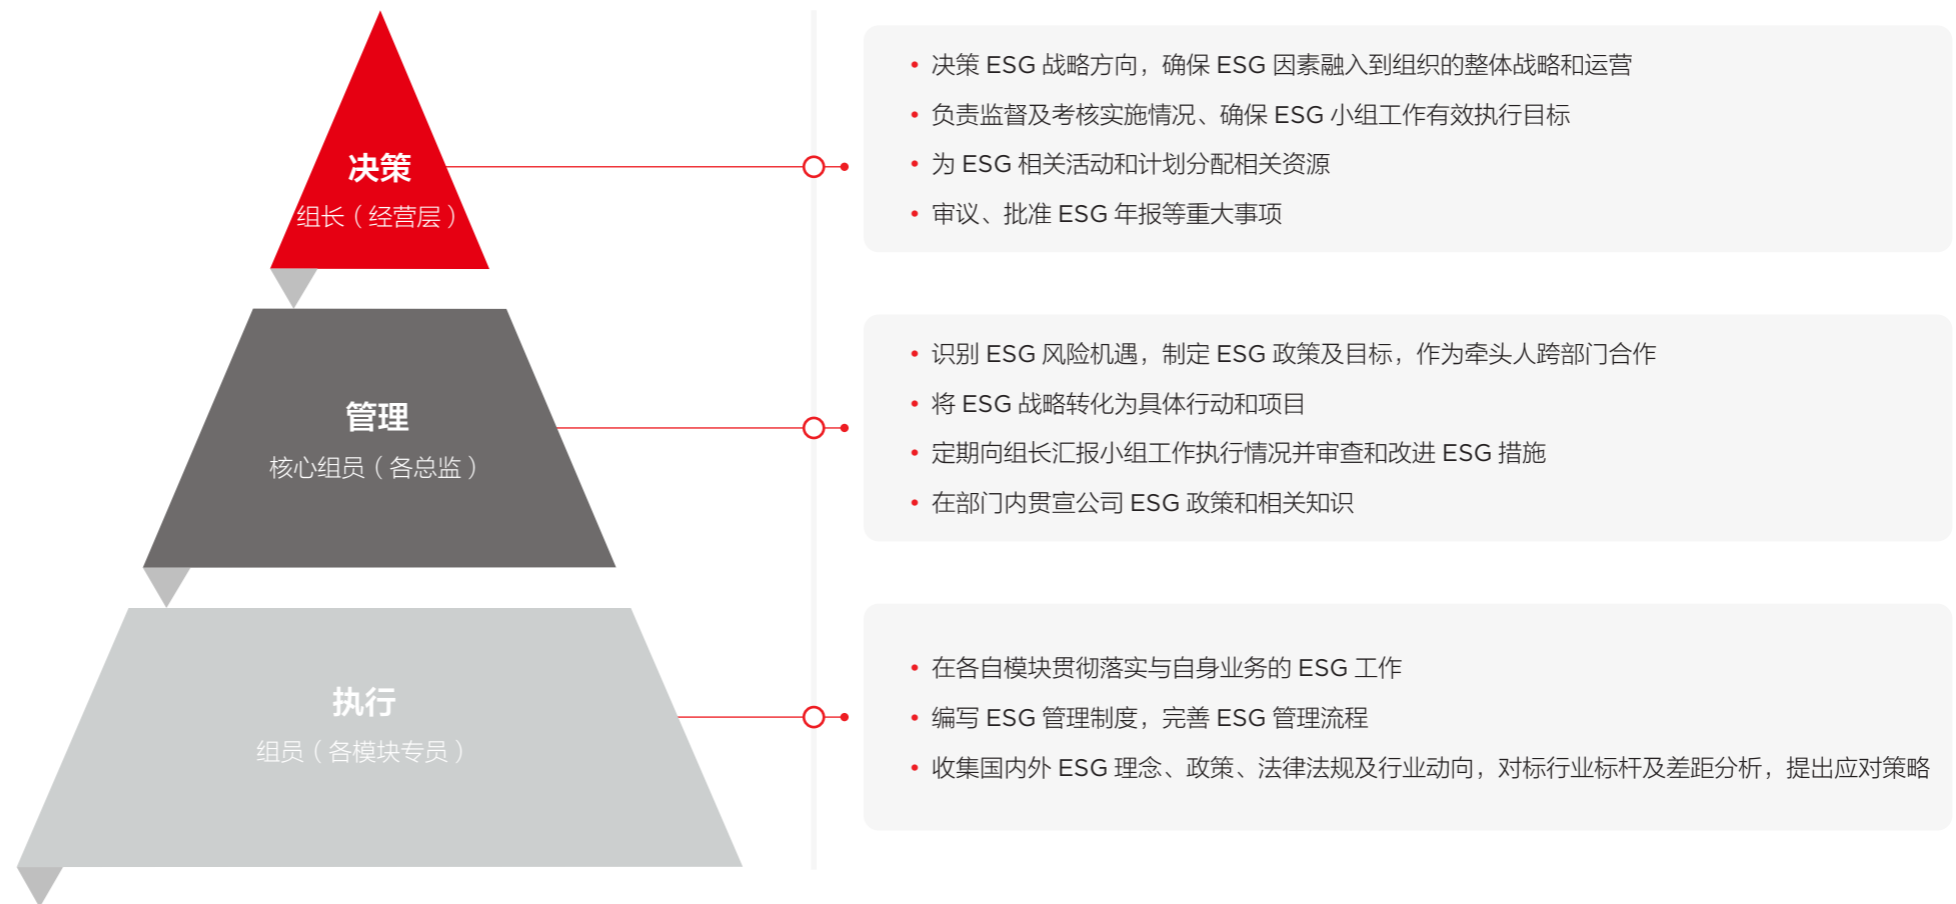 决策
组长（经营层）
• 决策 ESG 战略方向，确保 ESG 因素融入到组织的整体战略和运营
• 负责监督及考核实施情况、确保 ESG 小组工作有效执行目标
• 为 ESG 相关活动和计划分配相关资源
• 审议、批准 ESG 年报等重大事项
管理
核心组员（各总监）
• 识别 ESG 风险机遇，制定 ESG 政策及目标，作为牵头人跨部门合作
• 将 ESG 战略转化为具体行动和项目
• 定期向组长汇报小组工作执行情况并审查和改进 ESG 措施
• 在部门内贯宣公司 ESG 政策和相关知识
执行
组员（各模块专员）
• 在各自模块贯彻落实与自身业务的 ESG 工作
• 编写 ESG 管理制度，完善 ESG 管理流程
• 收集国内外 ESG 理念、政策、法律法规及行业动向，对标行业标杆及差距分析，提出应对策略